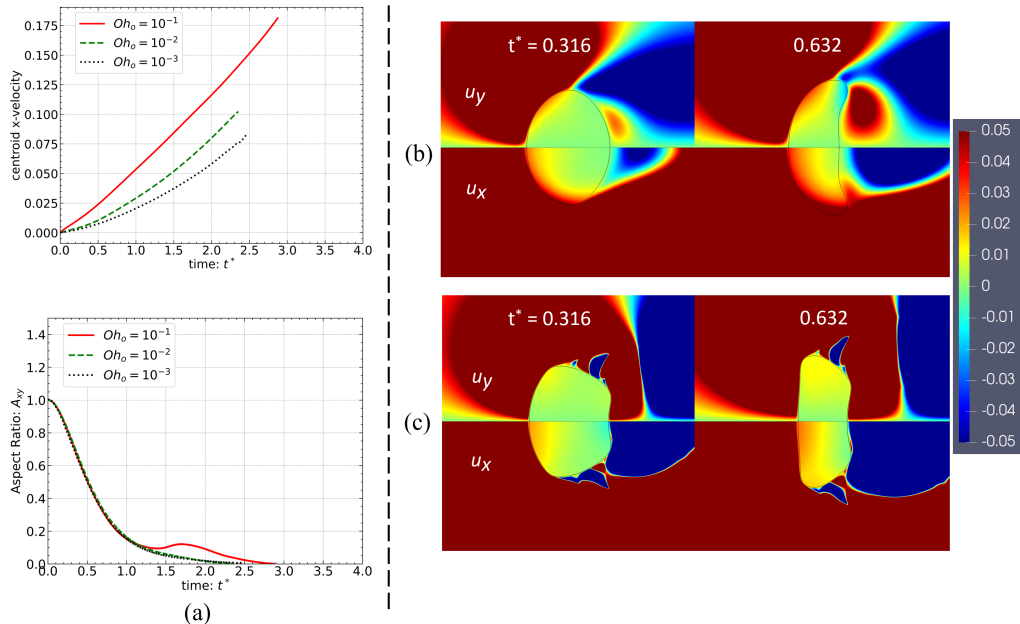 0.175
0.150
0.125
0.100
0.075
0.050
0.025
0.000
centroid x-velocity
Oh_o = 10^{-1}
Oh_o = 10^{-2}
Oh_o = 10^{-3}
0.0 0.5 1.0 1.5 2.0 2.5 3.0 3.5 4.0
time: t^*
1.4
1.2
1.0
0.8
0.6
0.4
0.2
0.0
Aspect Ratio: A_{xy}
Oh_o = 10^{-1}
Oh_o = 10^{-2}
Oh_o = 10^{-3}
0.0 0.5 1.0 1.5 2.0 2.5 3.0 3.5 4.0
time: t^*
(a)
(b)
t* = 0.316 0.632
u_y
u_x
(c)
t* = 0.316 0.632
u_y
u_x
0.05
0.04
0.03
0.02
0.01
0
-0.01
-0.02
-0.03
-0.04
-0.05